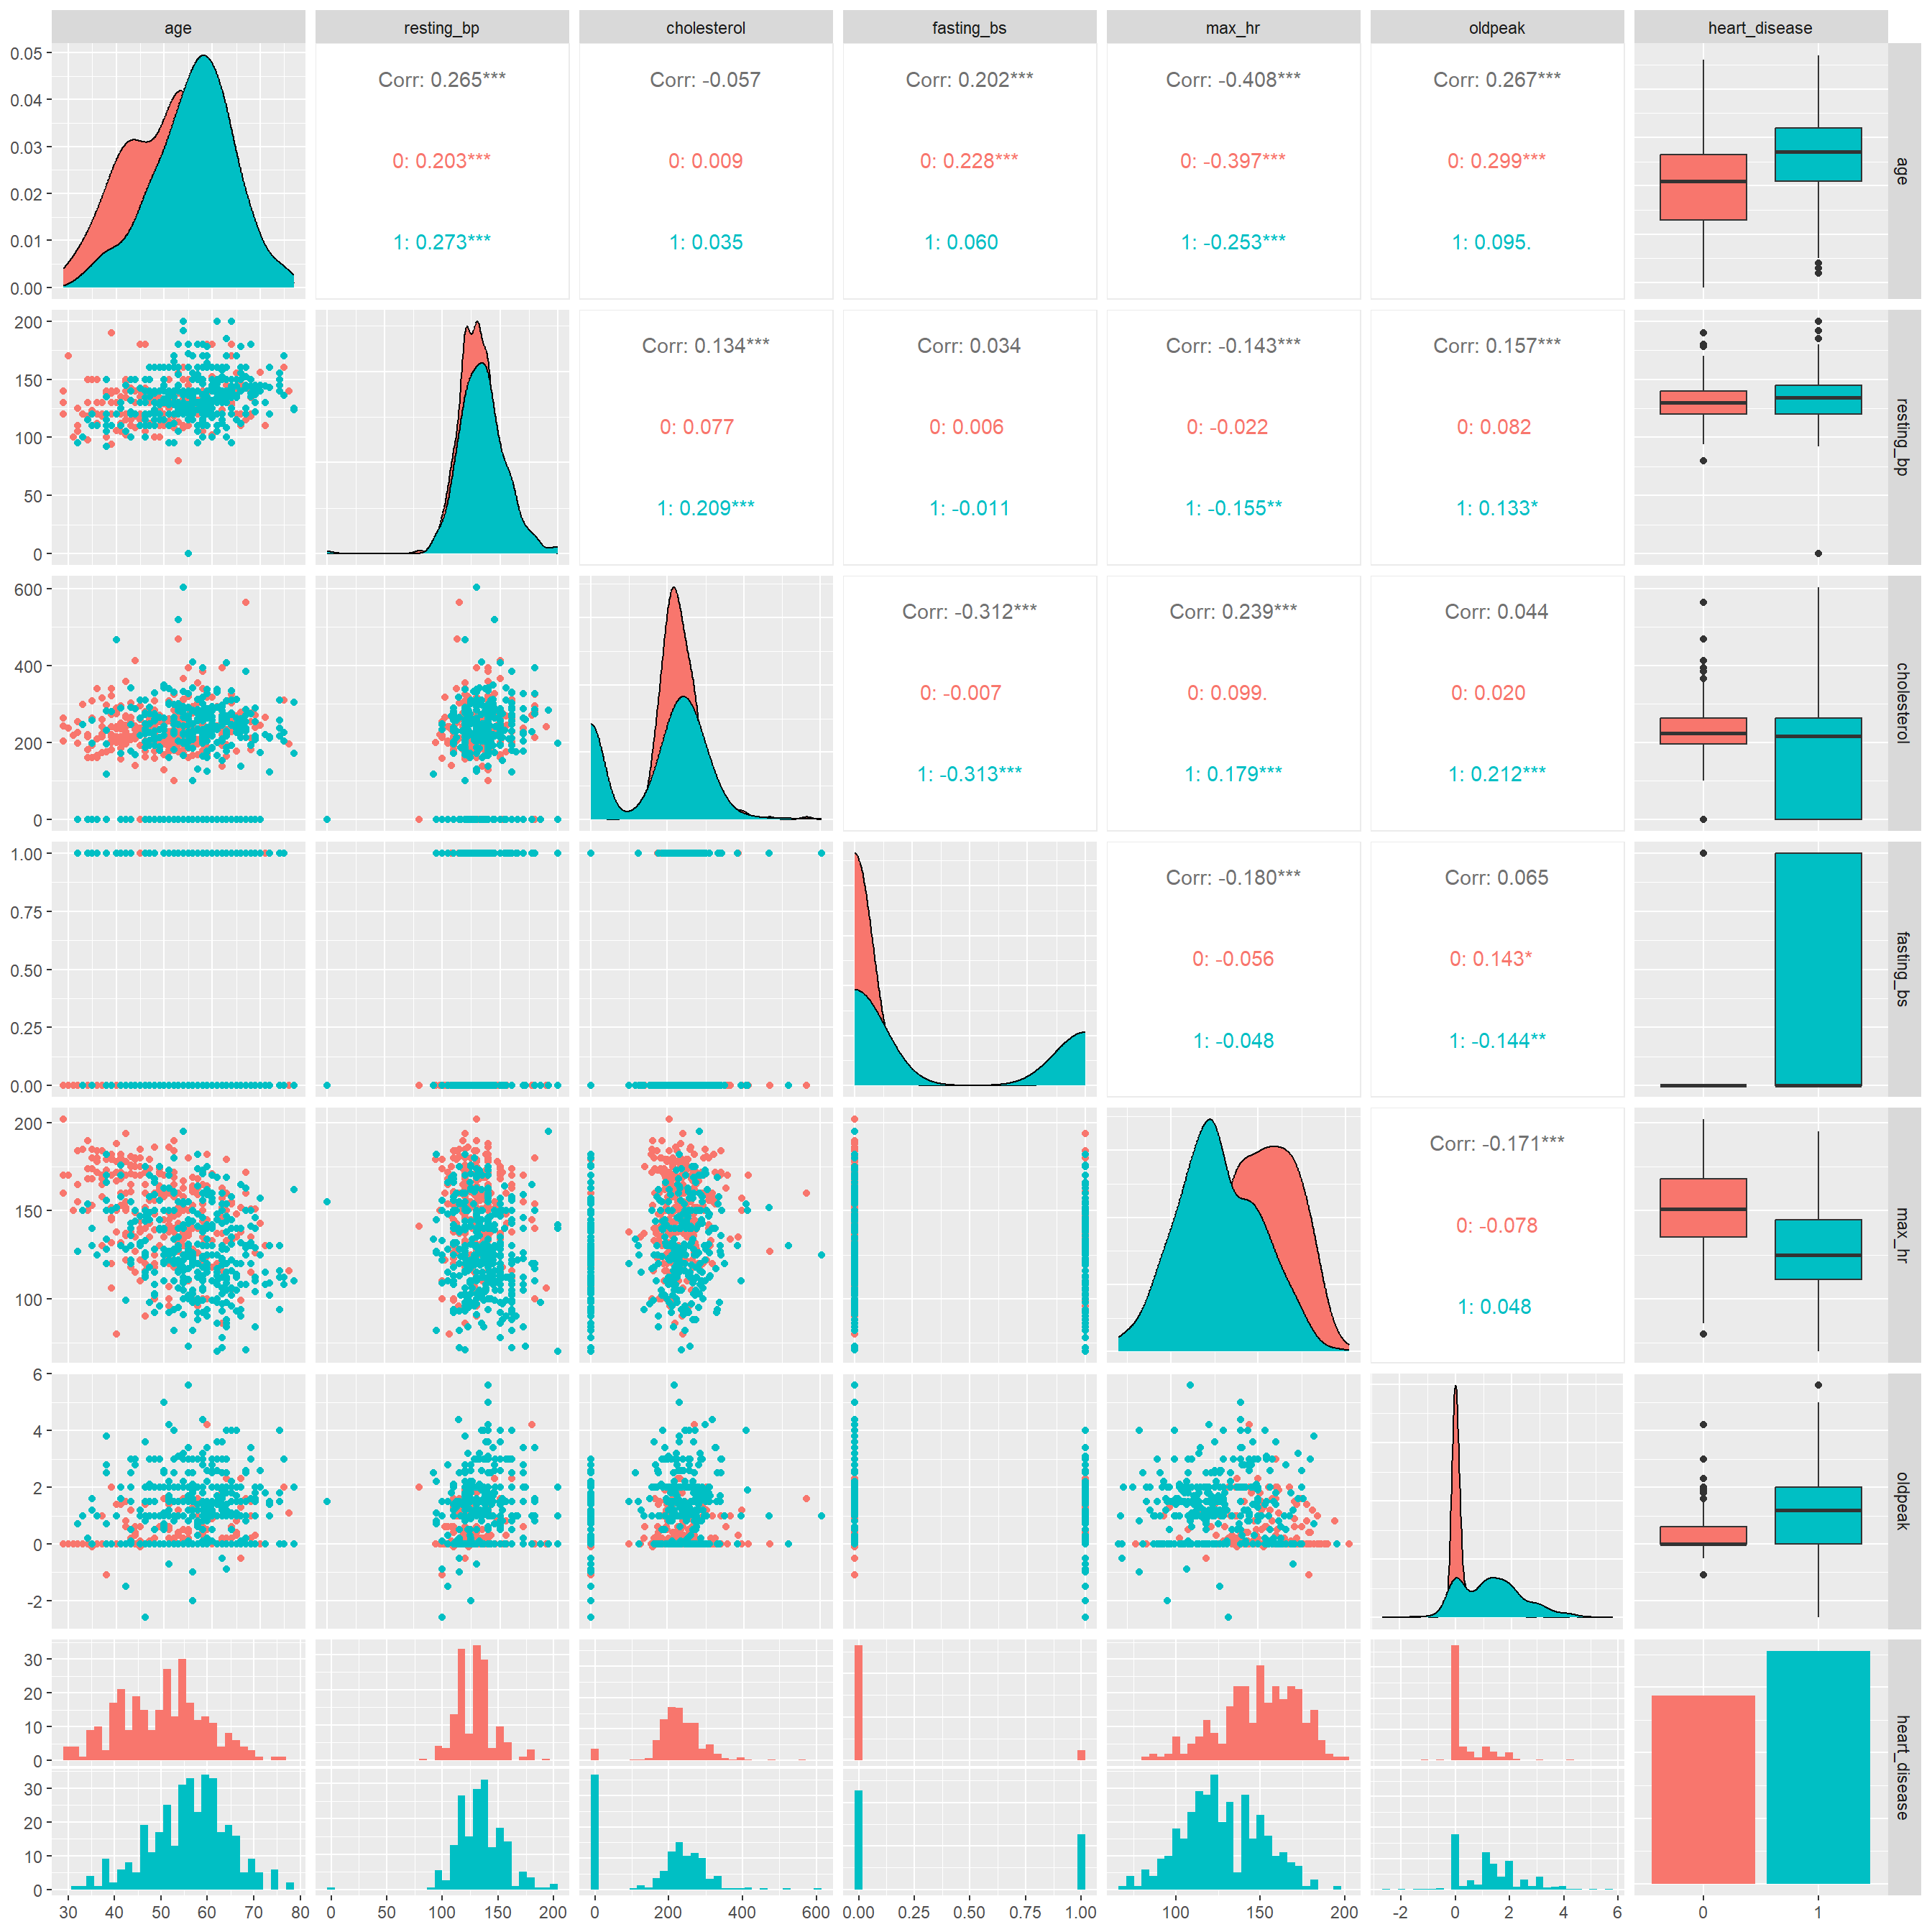 age resting_bp cholesterol fasting_bs max_hr oldpeak heart_disease
0.05
0.04
0.03
0.02
0.01
0.00
Corr: 0.265*** Corr: -0.057 Corr: 0.202*** Corr: -0.408*** Corr: 0.267***
0: 0.203*** 0: 0.009 0: 0.228*** 0: -0.397*** 0: 0.299***
1: 0.273*** 1: 0.035 1: 0.060 1: -0.253*** 1: 0.095.
age
200
150
100
50
0
Corr: 0.134*** Corr: 0.034 Corr: -0.143*** Corr: 0.157***
0: 0.077 0: 0.006 0: -0.022 0: 0.082
1: 0.209*** 1: -0.011 1: -0.155** 1: 0.133*
resting_bp
600
400
200
0
Corr: -0.312*** Corr: 0.239*** Corr: 0.044
0: -0.007 0: 0.099. 0: 0.020
1: -0.313*** 1: 0.179*** 1: 0.212***
cholesterol
1.00
0.75
0.50
0.25
0.00
Corr: -0.180*** Corr: 0.065
0: -0.056 0: 0.143*
1: -0.048 1: -0.144**
fasting_bs
200
150
100
Corr: -0.171***
0: -0.078
1: 0.048
max_hr
6
4
2
0
-2
oldpeak
30
20
10
0
30
20
10
0
heart_disease
30 40 50 60 70 80 0 50 100 150 200 0 200 400 600 0.00 0.25 0.50 0.75 1.00 100 150 200 -2 0 2 4 6 0 1